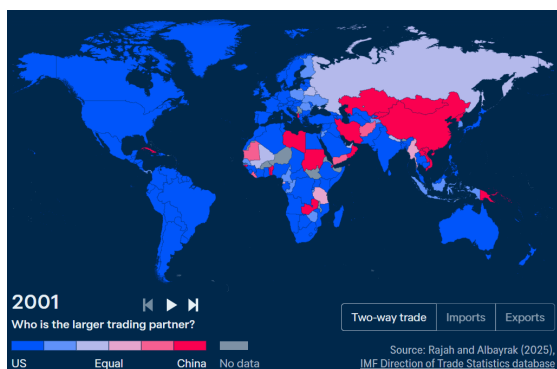 2001
Who is the larger trading partner?
US Equal China No data
Two-way trade Imports Exports
Source: Rajah and Albayrak (2025),
IMF Direction of Trade Statistics database